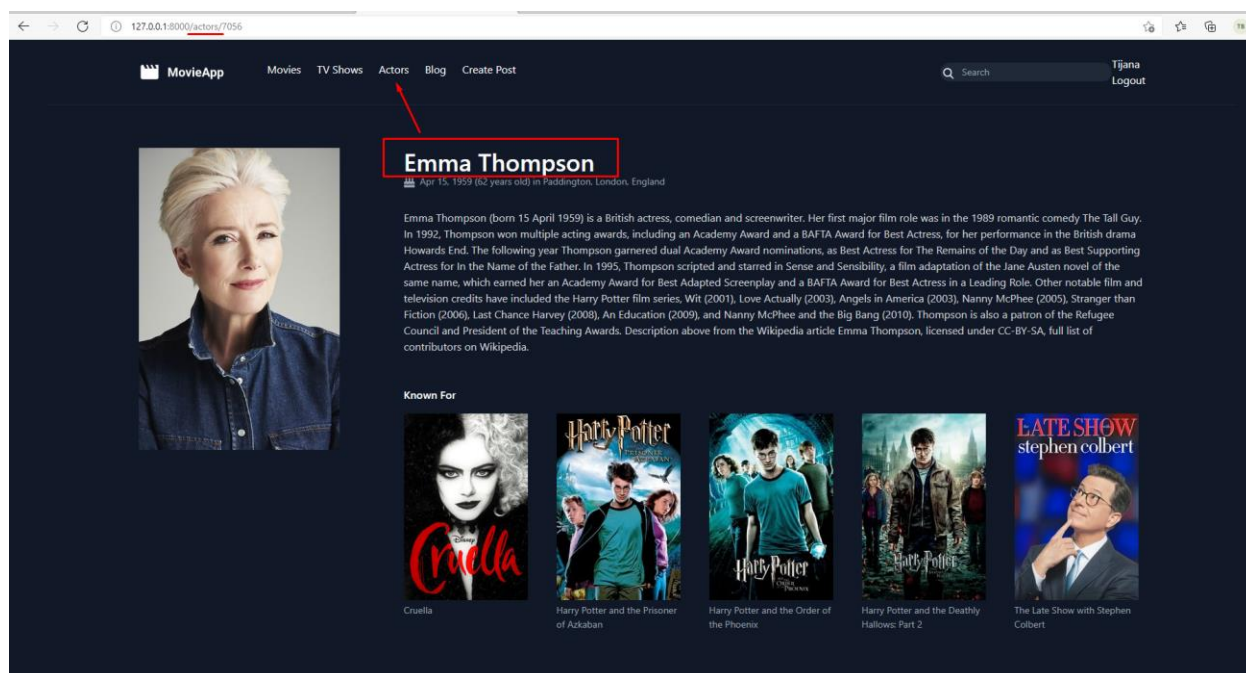 127.0.0.1:8000/actors/7056
TB
MovieApp Movies TV Shows Actors Blog Create Post
Search
Tijana
Logout
Emma Thompson
Apr 15, 1959 (62 years old) in Paddington, London, England
Emma Thompson (born 15 April 1959) is a British actress, comedian and screenwriter. Her first major film role was in the 1989 romantic comedy The Tall Guy.
In 1992, Thompson won multiple acting awards, including an Academy Award and a BAFTA Award for Best Actress, for her performance in the British drama
Howards End. The following year Thompson garnered dual Academy Award nominations, as Best Actress for The Remains of the Day and as Best Supporting
Actress for In the Name of the Father. In 1995, Thompson scripted and starred in Sense and Sensibility, a film adaptation of the Jane Austen novel of the
same name, which earned her an Academy Award for Best Adapted Screenplay and a BAFTA Award for Best Actress in a Leading Role. Other notable film and
television credits have included the Harry Potter film series, Wit (2001), Love Actually (2003), Angels in America (2003), Nanny McPhee (2005), Stranger than
Fiction (2006), Last Chance Harvey (2008), An Education (2009), and Nanny McPhee and the Big Bang (2010). Thompson is also a patron of the Refugee
Council and President of the Teaching Awards. Description above from the Wikipedia article Emma Thompson, licensed under CC-BY-SA, full list of
contributors on Wikipedia.
Known For
Disney
Cruella
Harry Potter
Harry Potter
Harry Potter
LATE SHOW
stephen colbert
Cruella
Harry Potter and the Prisoner
of Azkaban
Harry Potter and the Order of
the Phoenix
Harry Potter and the Deathly
Hallows: Part 2
The Late Show with Stephen
Colbert